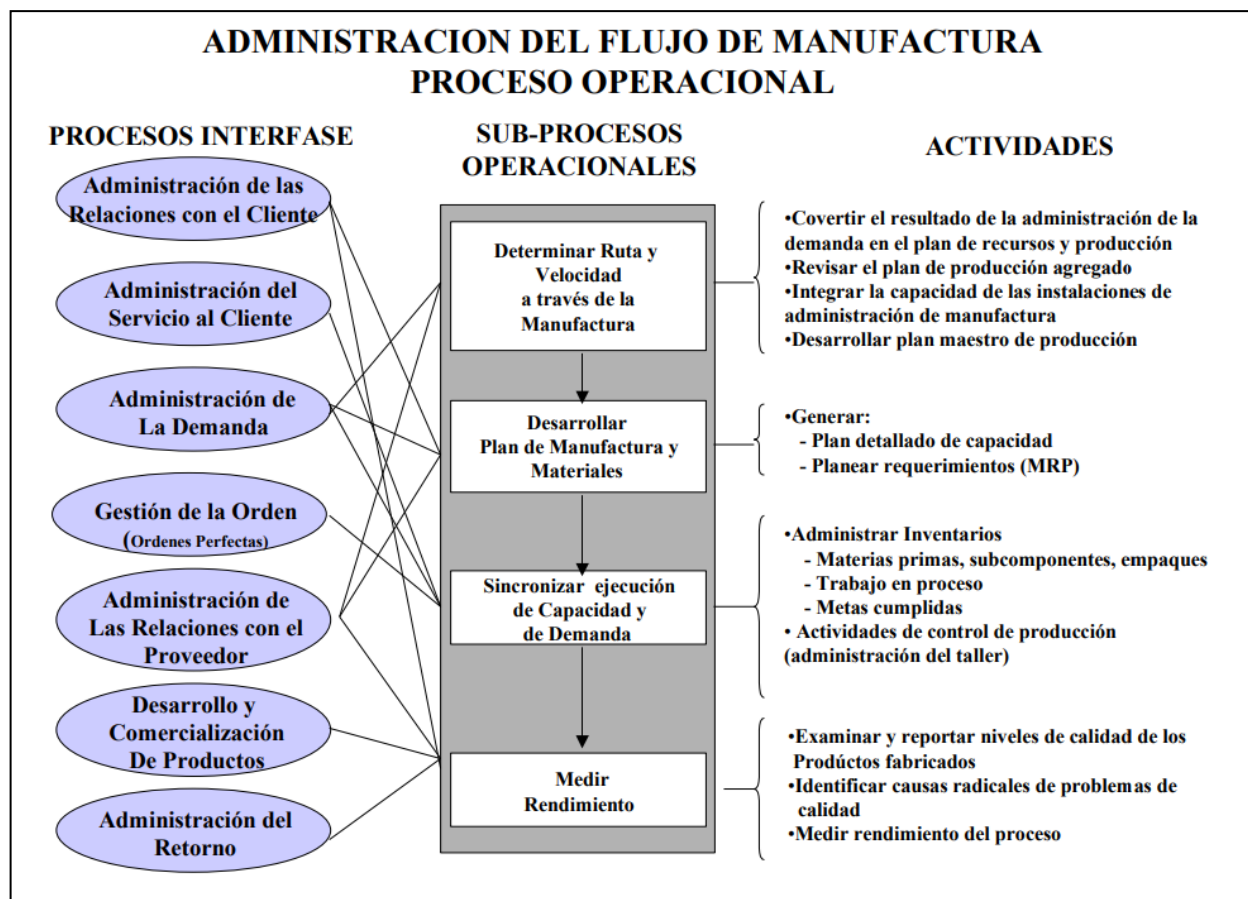 ADMINISTRACION DEL FLUJO DE MANUFACTURA
PROCESO OPERACIONAL
PROCESOS INTERFASE
Administración de las
Relaciones con el Cliente
Administración del
Servicio al Cliente
Administración de
La Demanda
Gestión de la Orden
(Ordenes Perfectas)
Administración de
Las Relaciones con el
Proveedor
Desarrollo y
Comercialización
De Productos
Administración del
Retorno
SUB-PROCESOS
OPERACIONALES
Determinar Ruta y
Velocidad
a través de la
Manufactura
Desarrollar
Plan de Manufactura y
Materiales
Sincronizar ejecución
de Capacidad y
de Demanda
Medir
Rendimiento
ACTIVIDADES
•Covertir el resultado de la administración de la
demanda en el plan de recursos y producción
•Revisar el plan de producción agregado
•Integrar la capacidad de las instalaciones de
administración de manufactura
•Desarrollar plan maestro de producción
•Generar:
- Plan detallado de capacidad
- Planear requerimientos (MRP)
•Administrar Inventarios
- Materias primas, subcomponentes, empaques
- Trabajo en proceso
- Metas cumplidas
• Actividades de control de producción
(administración del taller)
•Examinar y reportar niveles de calidad de los
Prodúctos fabricados
•Identificar causas radicales de problemas de
calidad
•Medir rendimiento del proceso